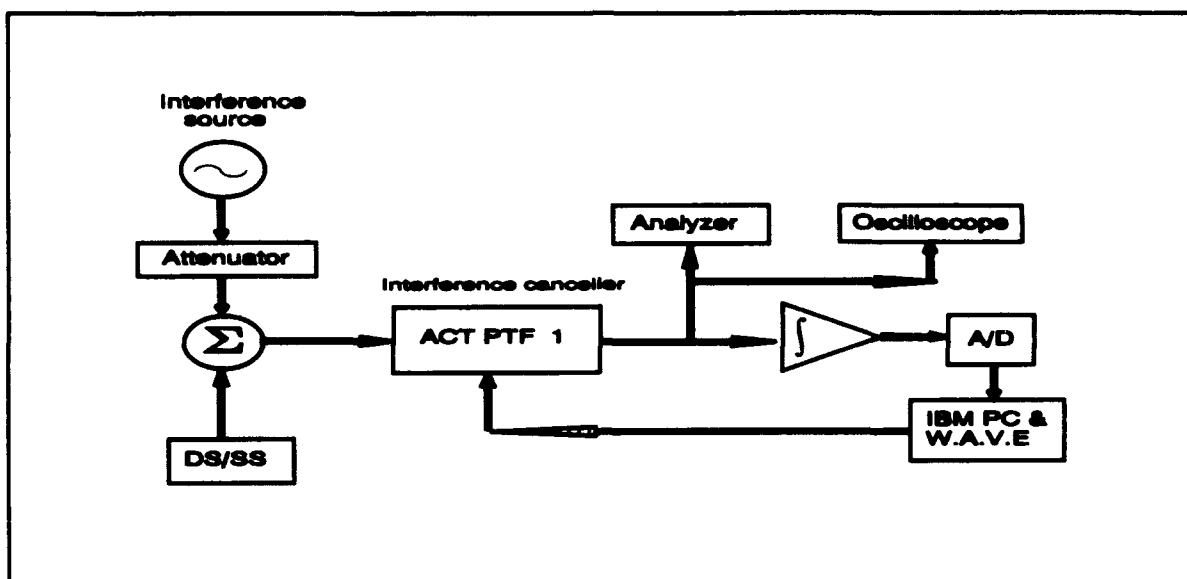 Interference
source
Analyzer
Oscilloscope
Attenuator
Interference canceller
ACT PTF 1
Σ
∫
A/D
IBM PC &
W.A.V.E
DS/SS